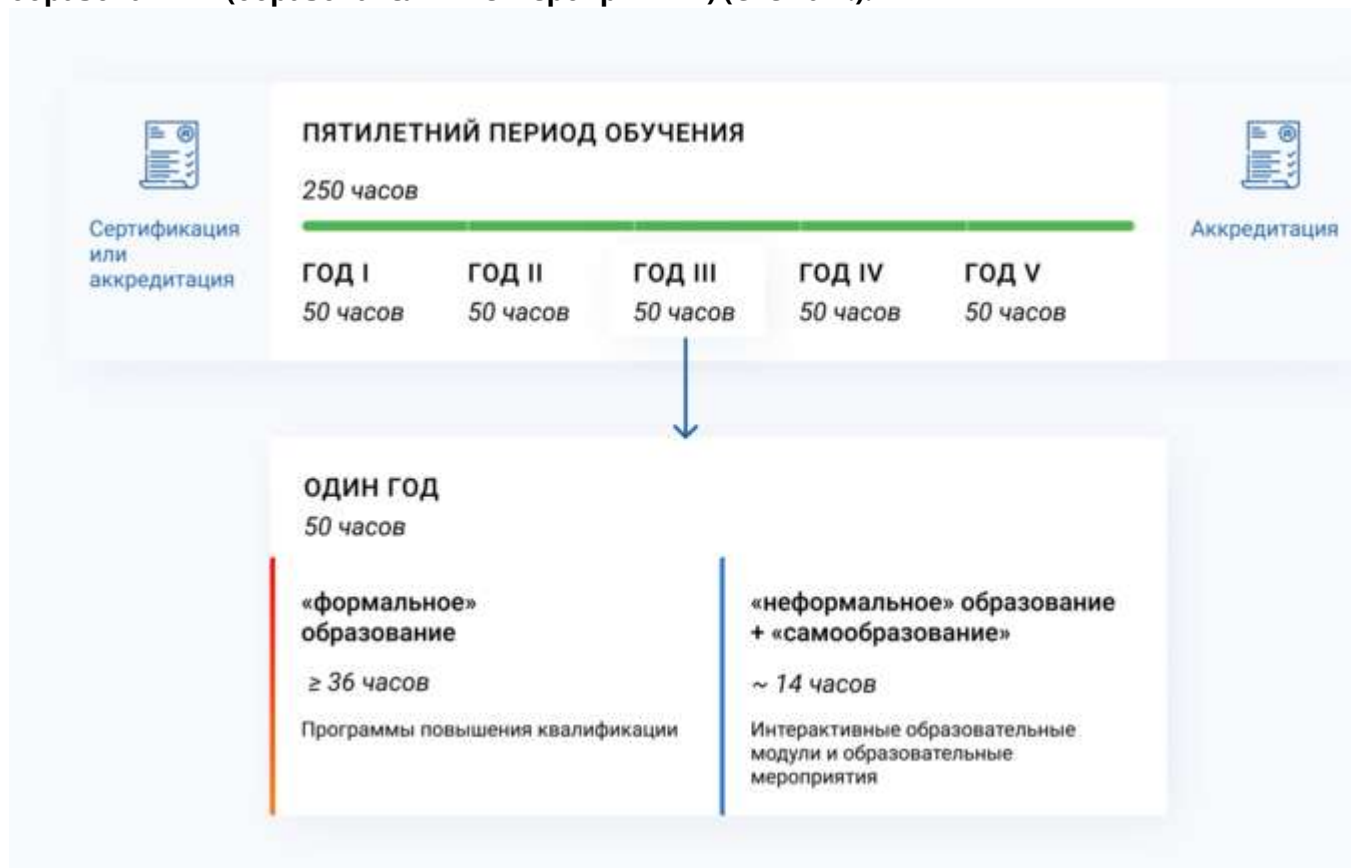 ПЯТИЛЕТНИЙ ПЕРИОД ОБУЧЕНИЯ
250 часов
Сертификация
или
аккредитация
Аккредитация
ГОД I
50 часов
ГОД II
50 часов
ГОД III
50 часов
ГОД IV
50 часов
ГОД V
50 часов
ОДИН ГОД
50 часов
«формальное»
образование
≥ 36 часов
Программы повышения квалификации
«неформальное» образование
+ «самообразование»
~ 14 часов
Интерактивные образовательные
модули и образовательные
мероприятия